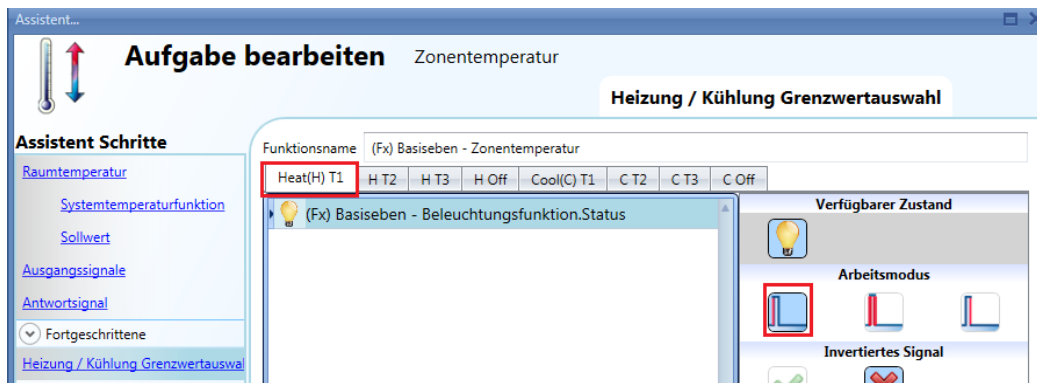 Assistent...
Aufgabe bearbeiten Zonentemperatur
Heizung / Kühlung Grenzwertauswahl
Assistent Schritte
Raumtemperatur
Systemtemperaturfunktion
Sollwert
Ausgangssignale
Antwortsignal
Fortgeschrittene
Heizung / Kühlung Grenzwertauswal
Funktionsname (Fx) Basiseben - Zonentemperatur
Heat(H) T1 H T2 H T3 H Off Cool(C) T1 C T2 C T3 C Off
(Fx) Basiseben - Beleuchtungsfunktion.Status
Verfügbarer Zustand
Arbeitsmodus
Invertiertes Signal